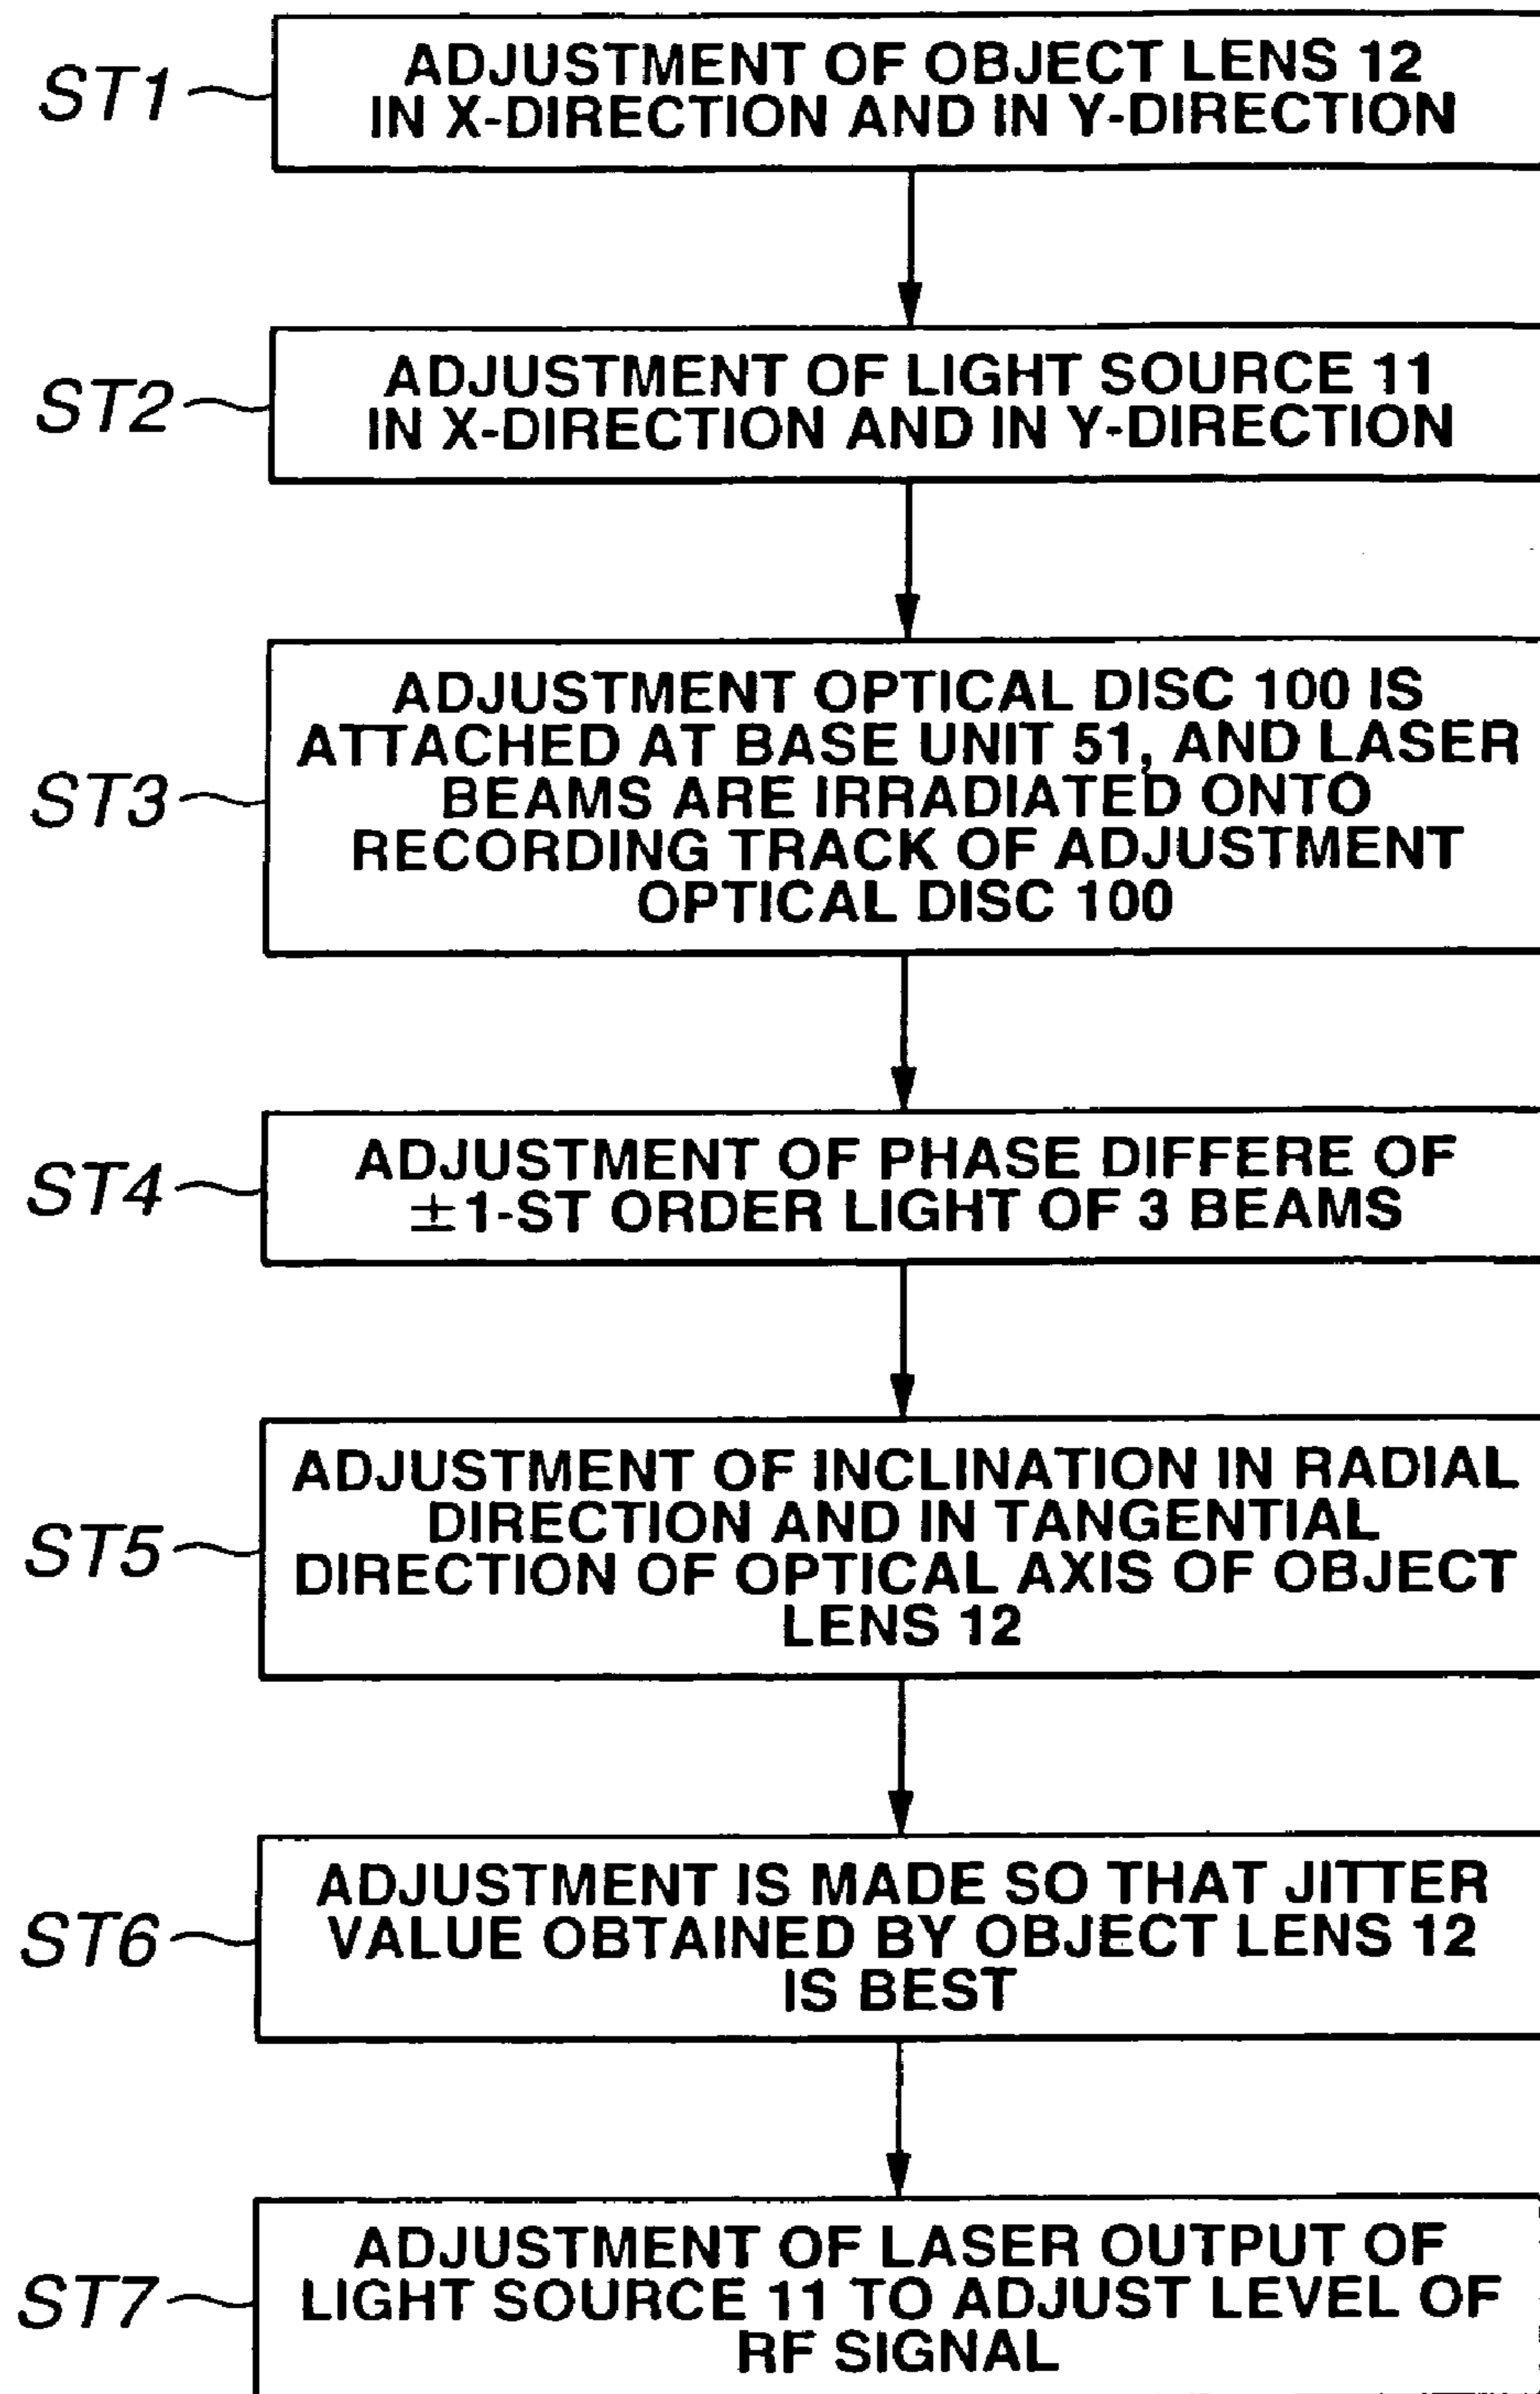 ST1
ADJUSTMENT OF OBJECT LENS 12
IN X-DIRECTION AND IN Y-DIRECTION
ST2
ADJUSTMENT OF LIGHT SOURCE 11
IN X-DIRECTION AND IN Y-DIRECTION
ST3
ADJUSTMENT OPTICAL DISC 100 IS
ATTACHED AT BASE UNIT 51, AND LASER
BEAMS ARE IRRADIATED ONTO
RECORDING TRACK OF ADJUSTMENT
OPTICAL DISC 100
ST4
ADJUSTMENT OF PHASE DIFFERE OF
±1-ST ORDER LIGHT OF 3 BEAMS
ST5
ADJUSTMENT OF INCLINATION IN RADIAL
DIRECTION AND IN TANGENTIAL
DIRECTION OF OPTICAL AXIS OF OBJECT
LENS 12
ST6
ADJUSTMENT IS MADE SO THAT JITTER
VALUE OBTAINED BY OBJECT LENS 12
IS BEST
ST7
ADJUSTMENT OF LASER OUTPUT OF
LIGHT SOURCE 11 TO ADJUST LEVEL OF
RF SIGNAL